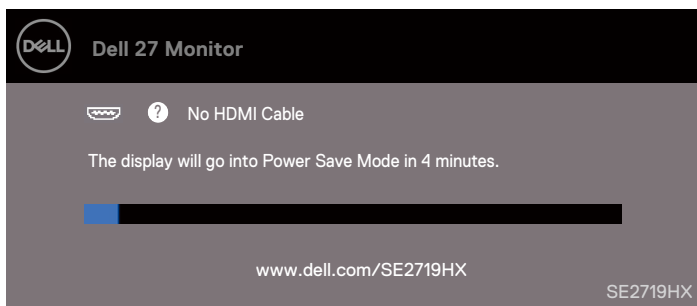 DELL
Dell 27 Monitor
? No HDMI Cable
The display will go into Power Save Mode in 4 minutes.
www.dell.com/SE2719HX
SE2719HX